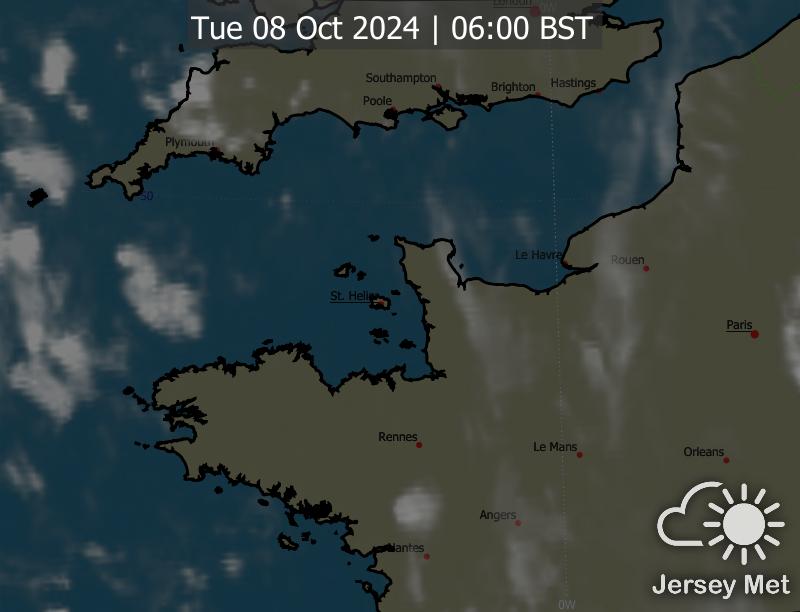 London
0W
Tue 08 Oct 2024 | 06:00 BST
Southampton
Brighton
Hastings
Poole
Plymouth
50
Le Havre
Rouen
St. Helier
Paris
Rennes
Le Mans
Orleans
Angers
Nantes
Jersey Met
0W